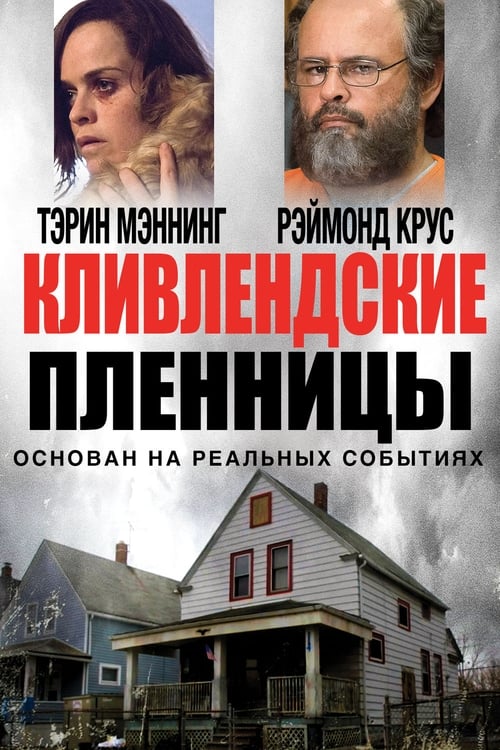 ТЭРИН МЭННИНГ РЭЙМОНД КРУС
КЛИВЛЕНДСКИЕ
ПЛЕННИЦЫ
ОСНОВАН НА РЕАЛЬНЫХ СОБЫТИЯХ